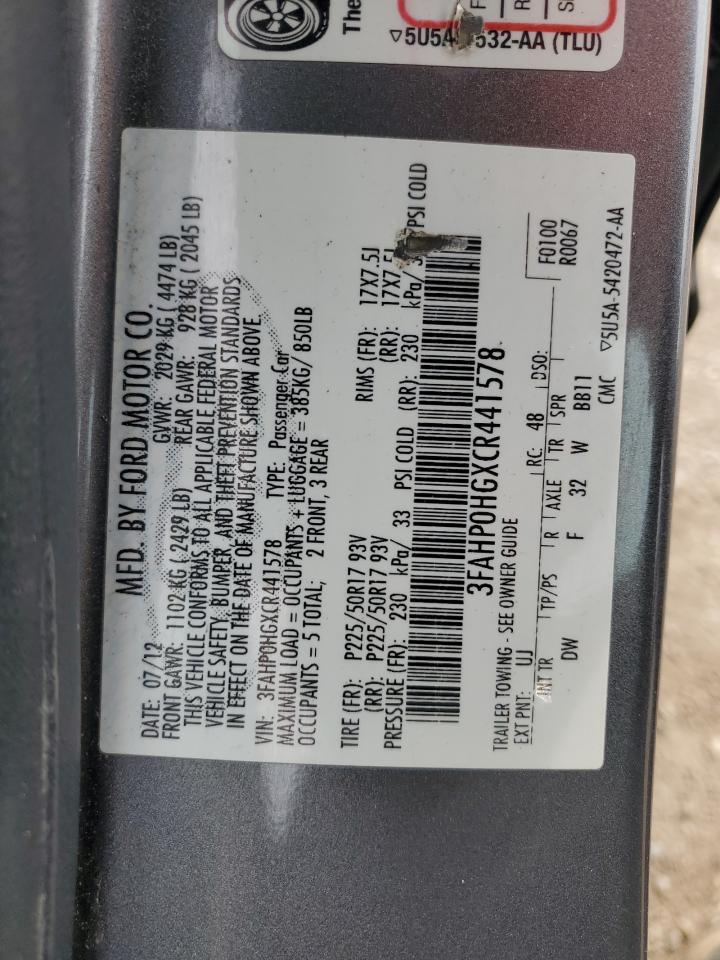 The
▽5U5A 532-AA (TLU)
MFD. BY FORD MOTOR CO.
DATE: 07/12 GVWR: 2029 KG ( 4474 LB)
FRONT GAWR: 1102 KG ( 2429 LB) REAR GAWR: 928 KG ( 2045 LB)
THIS VEHICLE CONFORMS TO ALL APPLICABLE FEDERAL MOTOR
VEHICLE SAFETY, BUMPER, AND THEFT PREVENTION STANDARDS
IN EFFECT ON THE DATE OF MANUFACTURE SHOWN ABOVE.
VIN: 3FAHP0HGXCR441578 TYPE: Passenger Car
MAXIMUM LOAD = OCCUPANTS + LUGGAGE = 385KG/ 850LB
OCCUPANTS = 5 TOTAL; 2 FRONT, 3 REAR
TIRE (FR): P225/50R17 93V RIMS (FR): 17X7.5J
(RR): P225/50R17 93V (RR): 17X7.5J
PRESSURE (FR): 230 kPa/ 33 PSI COLD (RR): 230 kPa/ PSI COLD
3FAHP0HGXCR441578
TRAILER TOWING - SEE OWNER GUIDE
EXT PNT: UJ RC: 48 DSO: F0100
R0067
INT TR TP/PS R AXLE TR SPR
DW F 32 W BB11
CMC ▽5U5A-5420472-AA